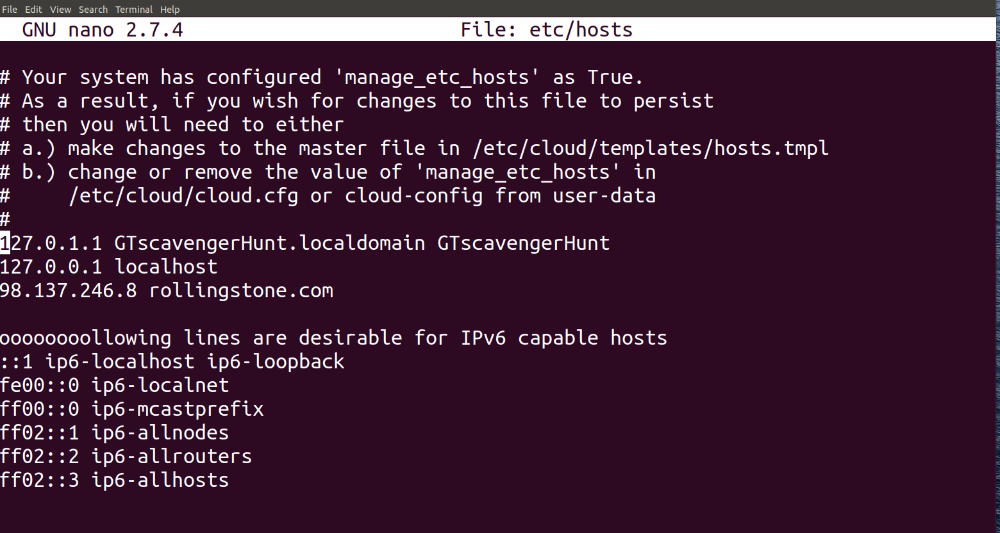 File Edit View Search Terminal Help
GNU nano 2.7.4 File: etc/hosts
# Your system has configured 'manage_etc_hosts' as True.
# As a result, if you wish for changes to this file to persist
# then you will need to either
# a.) make changes to the master file in /etc/cloud/templates/hosts.tmpl
# b.) change or remove the value of 'manage_etc_hosts' in
#     /etc/cloud/cloud.cfg or cloud-config from user-data
#
127.0.1.1 GTscavengerHunt.localdomain GTscavengerHunt
127.0.0.1 localhost
98.137.246.8 rollingstone.com
ooooooooollowing lines are desirable for IPv6 capable hosts
::1 ip6-localhost ip6-loopback
fe00::0 ip6-localnet
ff00::0 ip6-mcastprefix
ff02::1 ip6-allnodes
ff02::2 ip6-allrouters
ff02::3 ip6-allhosts